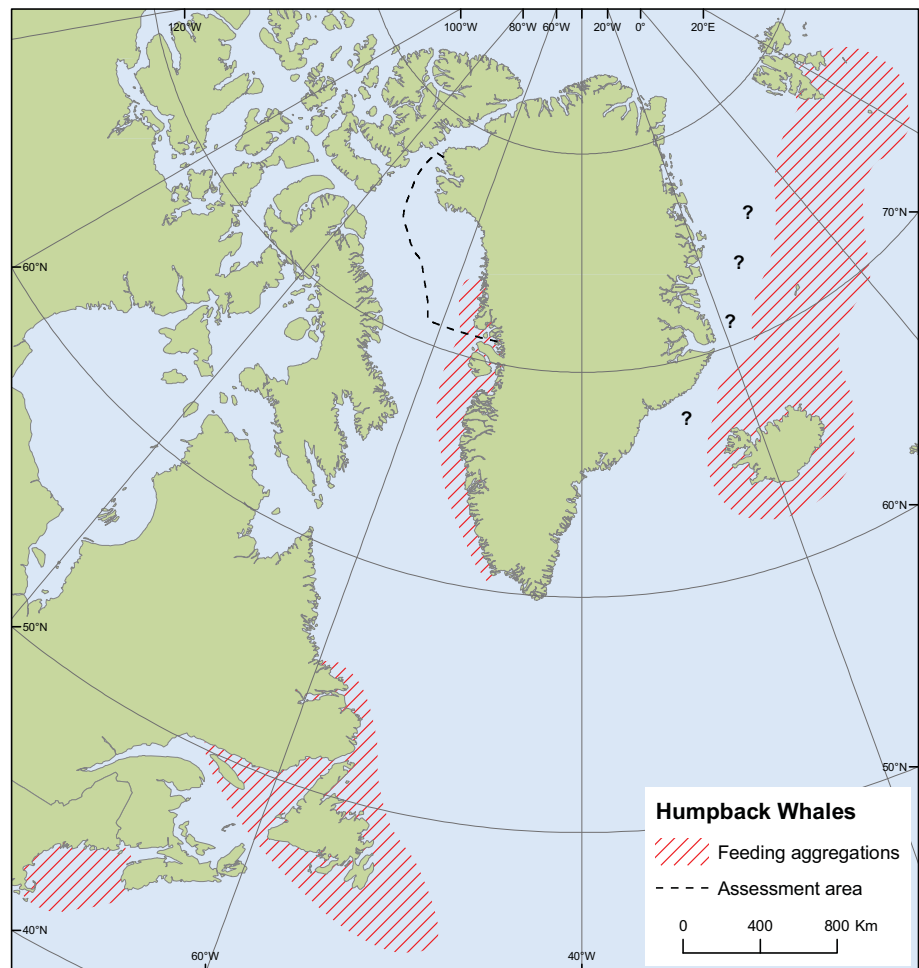 120°W 100°W 80°W 60°W 20°W 0° 20°E
?
70°N
?
60°N
?
?
60°N
50°N
50°N
Humpback Whales
Feeding aggregations
Assessment area
0 400 800 Km
40°N
60°W 40°W